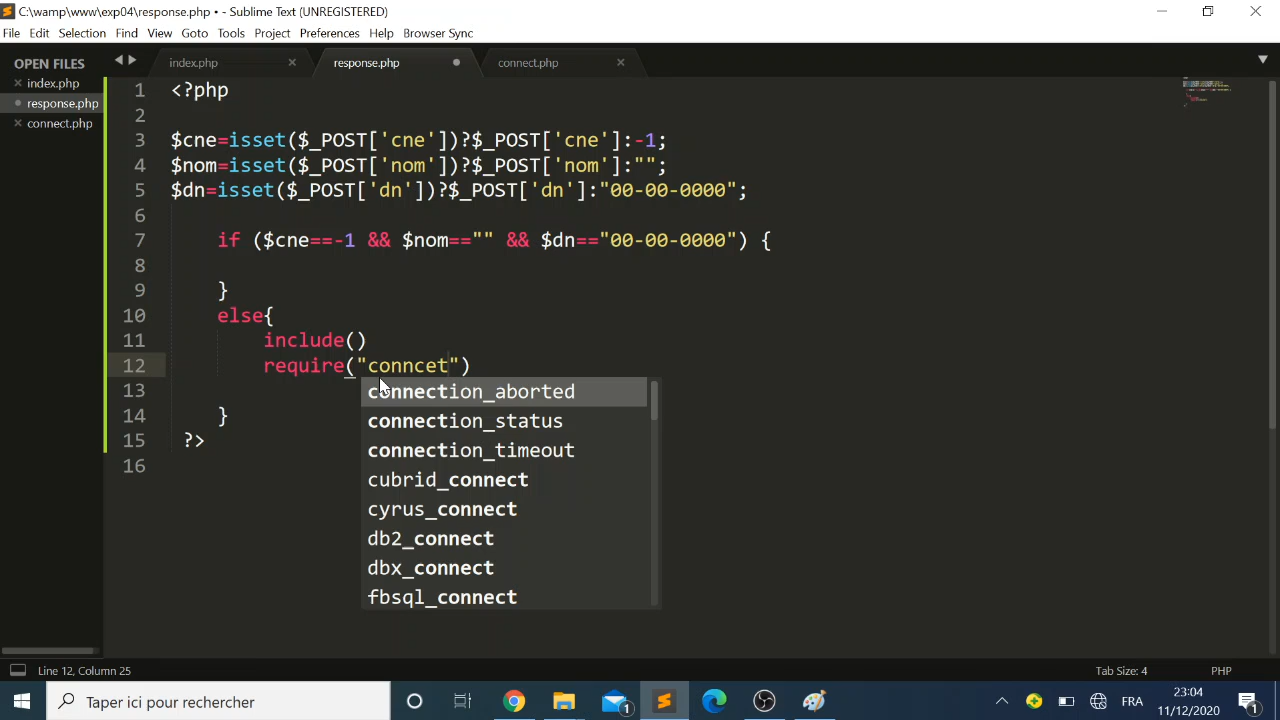 C:\wamp\www\exp04\response.php • - Sublime Text (UNREGISTERED)
File Edit Selection Find View Goto Tools Project Preferences Help Browser Sync
OPEN FILES
index.php
response.php
connect.php
index.php response.php connect.php
1 <?php
2
3 $cne=isset($_POST['cne'])?$_POST['cne']:-1;
4 $nom=isset($_POST['nom'])?$_POST['nom']:"";
5 $dn=isset($_POST['dn'])?$_POST['dn']:"00-00-0000";
6
7 if ($cne==-1 && $nom=="" && $dn=="00-00-0000") {
8
9 }
10 else{
11 include()
12 require("conncet")
13
14 }
15 ?>
16
connection_aborted
connection_status
connection_timeout
cubrid_connect
cyrus_connect
db2_connect
dbx_connect
fbsql_connect
Line 12, Column 25 Tab Size: 4 PHP
Taper ici pour rechercher
1
FRA
23:04
11/12/2020
1